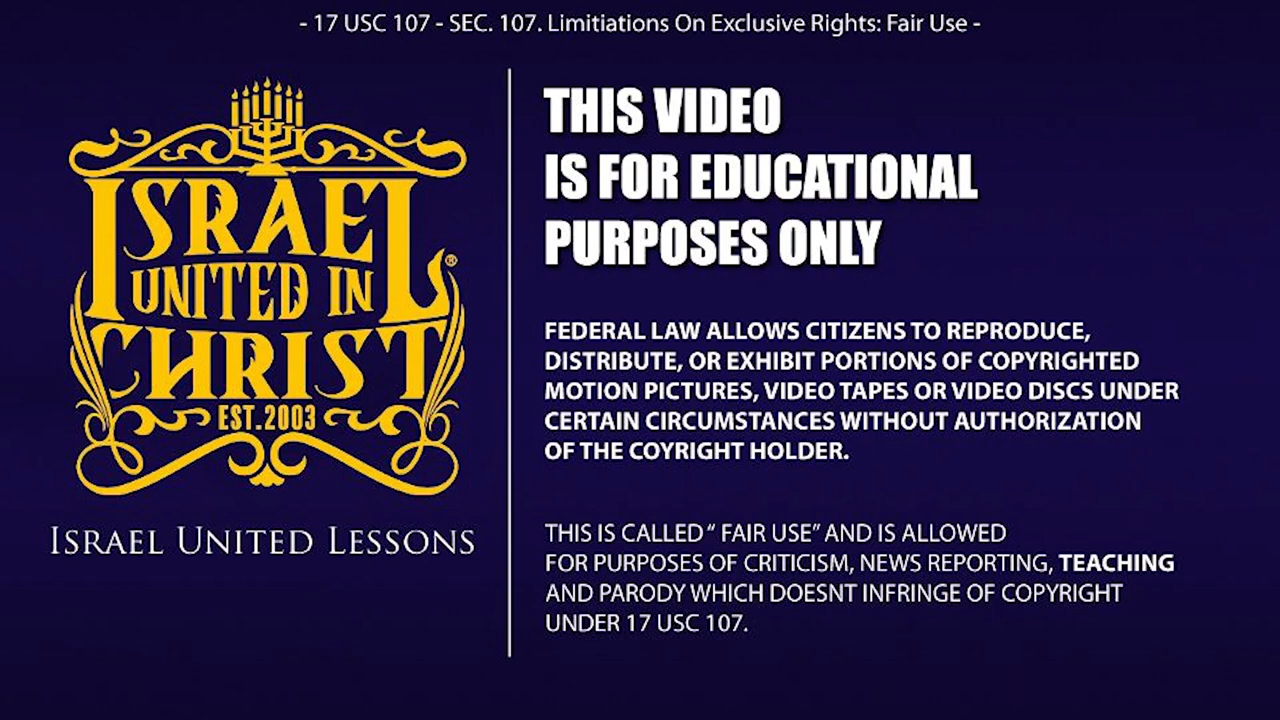 - 17 USC 107 - SEC. 107. Limitiations On Exclusive Rights: Fair Use -
ISRAEL
UNITED IN
CHRIST
®
EST.2003
ISRAEL UNITED LESSONS
THIS VIDEO
IS FOR EDUCATIONAL
PURPOSES ONLY
FEDERAL LAW ALLOWS CITIZENS TO REPRODUCE,
DISTRIBUTE, OR EXHIBIT PORTIONS OF COPYRIGHTED
MOTION PICTURES, VIDEO TAPES OR VIDEO DISCS UNDER
CERTAIN CIRCUMSTANCES WITHOUT AUTHORIZATION
OF THE COYRIGHT HOLDER.
THIS IS CALLED “ FAIR USE” AND IS ALLOWED
FOR PURPOSES OF CRITICISM, NEWS REPORTING, TEACHING
AND PARODY WHICH DOESNT INFRINGE OF COPYRIGHT
UNDER 17 USC 107.